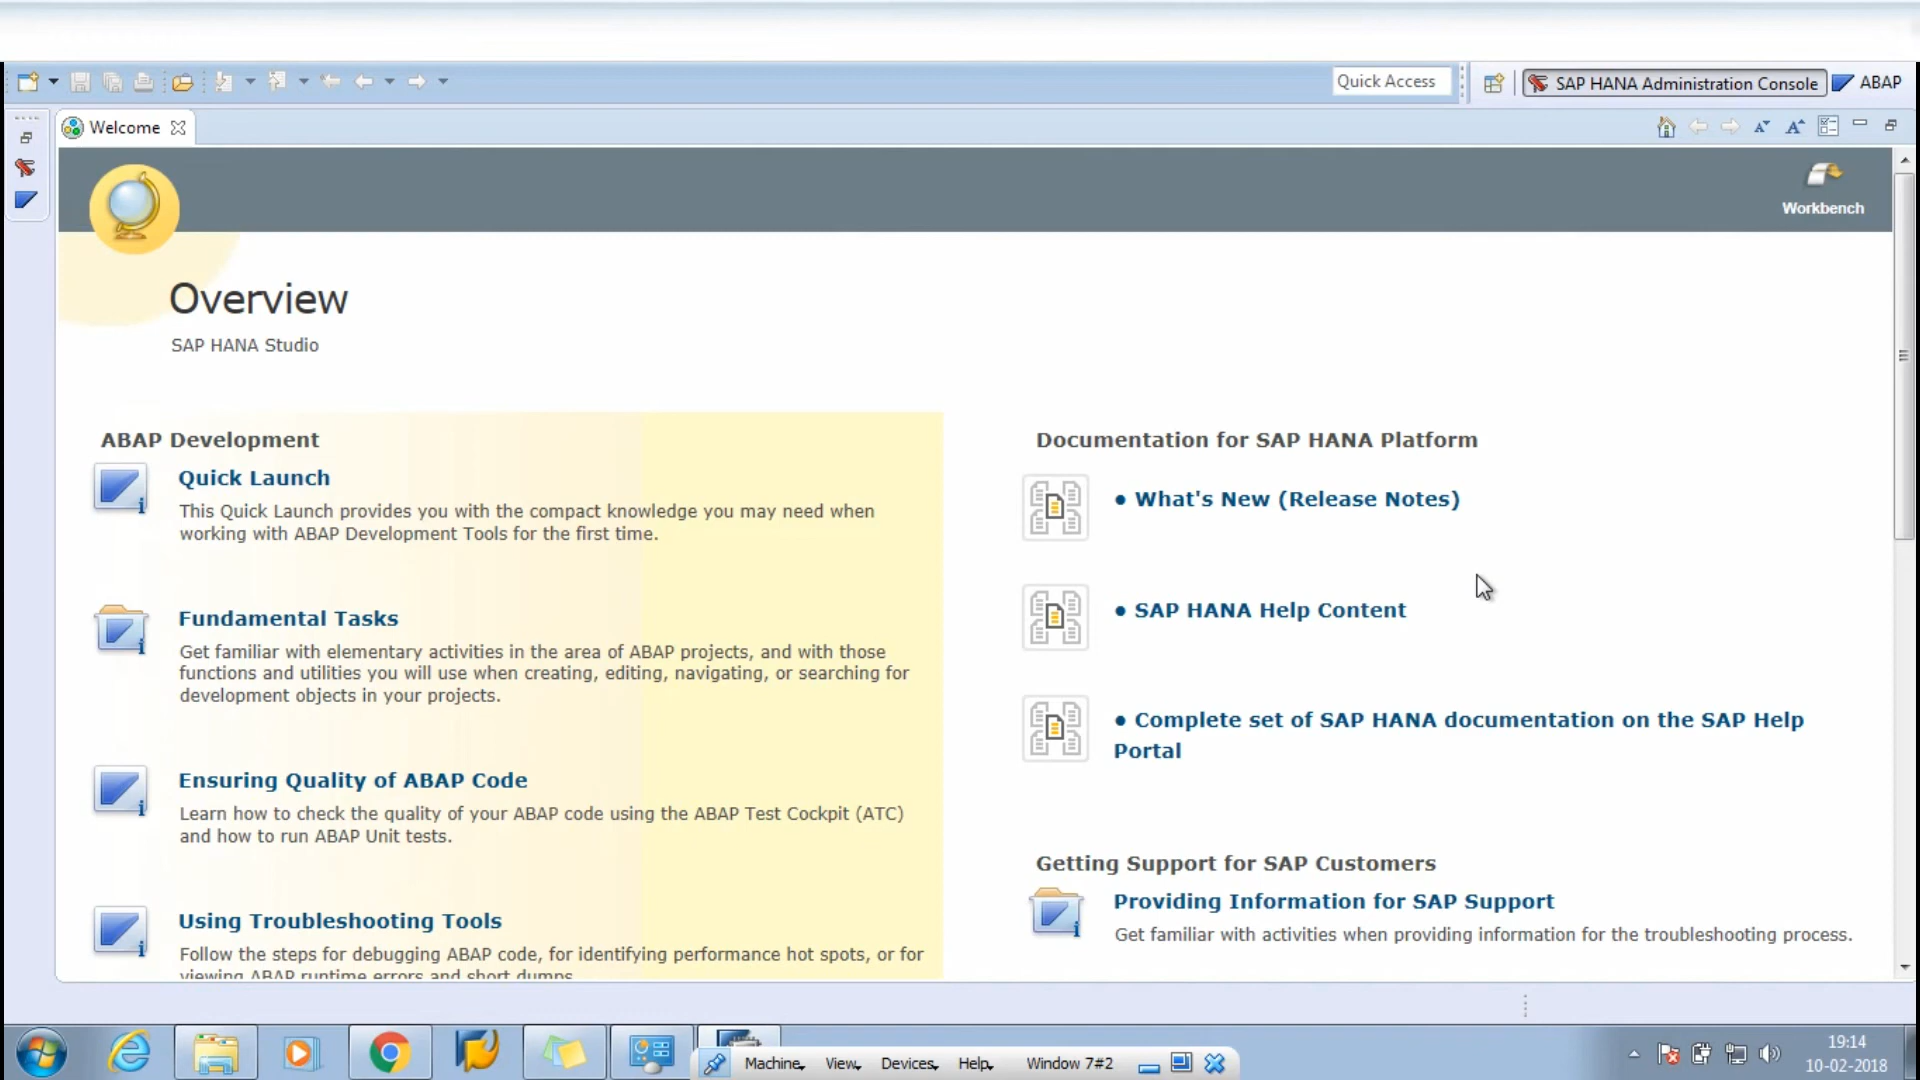 Quick Access
SAP HANA Administration Console
ABAP
Welcome
Workbench
Overview
SAP HANA Studio
ABAP Development
Quick Launch
This Quick Launch provides you with the compact knowledge you may need when
working with ABAP Development Tools for the first time.
Fundamental Tasks
Get familiar with elementary activities in the area of ABAP projects, and with those
functions and utilities you will use when creating, editing, navigating, or searching for
development objects in your projects.
Ensuring Quality of ABAP Code
Learn how to check the quality of your ABAP code using the ABAP Test Cockpit (ATC)
and how to run ABAP Unit tests.
Using Troubleshooting Tools
Follow the steps for debugging ABAP code, for identifying performance hot spots, or for
viewing ABAP runtime errors and short dumps
Documentation for SAP HANA Platform
• What's New (Release Notes)
• SAP HANA Help Content
• Complete set of SAP HANA documentation on the SAP Help
Portal
Getting Support for SAP Customers
Providing Information for SAP Support
Get familiar with activities when providing information for the troubleshooting process.
Machine
View
Devices
Help
Window 7#2
19:14
10-02-2018